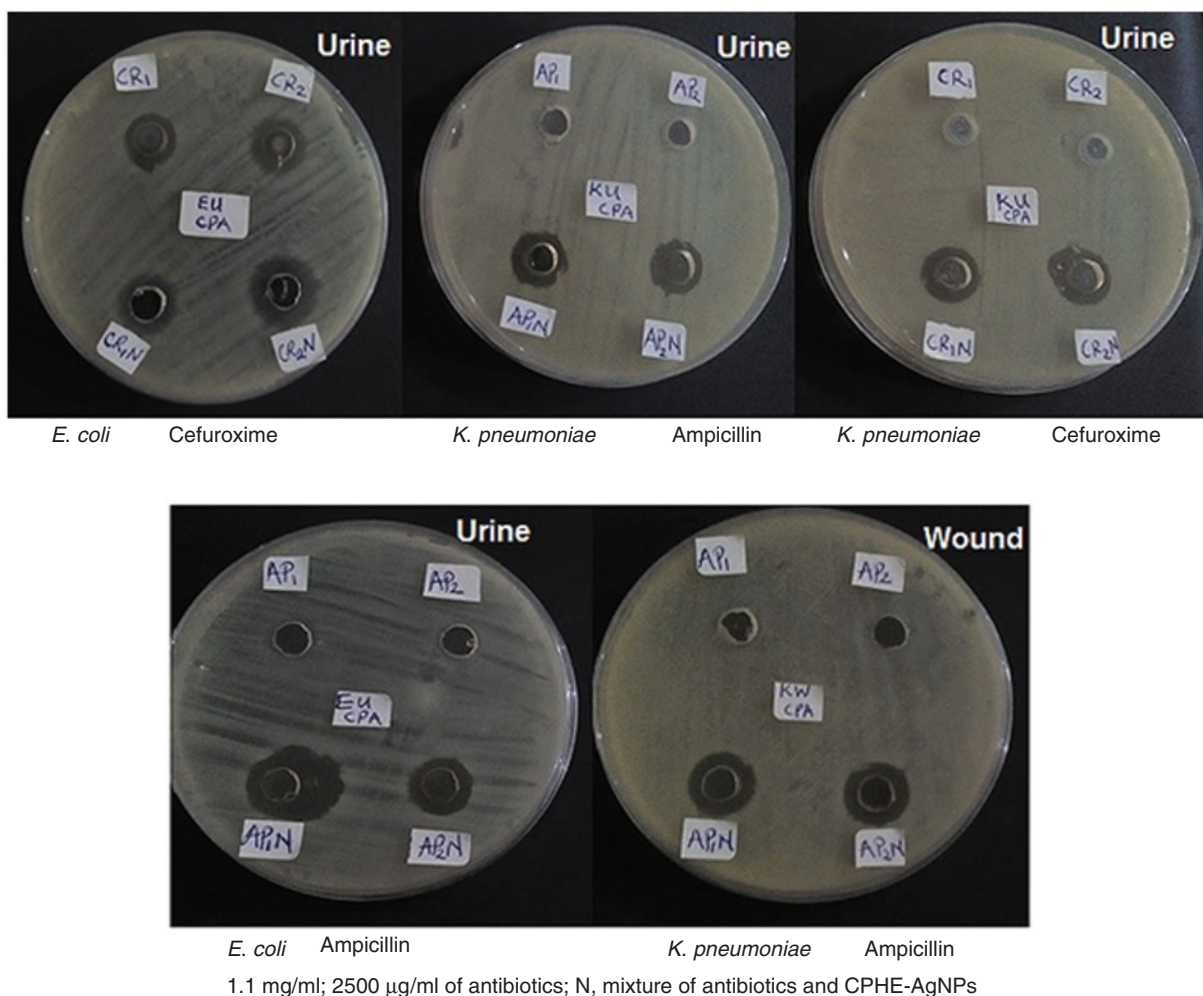 Urine
Urine
Urine
CR1
CR2
AP1
AP2
CR1
CR2
EU
CPA
KU
CPA
KU
CPA
CR1N
CR2N
AP1N
AP2N
CR1N
CR2N
E. coli Cefuroxime
K. pneumoniae Ampicillin
K. pneumoniae Cefuroxime
Urine
Wound
AP1
AP2
AP1
AP2
EU
CPA
KW
CPA
AP1N
AP2N
AP1N
AP2N
E. coli Ampicillin
K. pneumoniae Ampicillin
1.1 mg/ml; 2500 μg/ml of antibiotics; N, mixture of antibiotics and CPHE-AgNPs